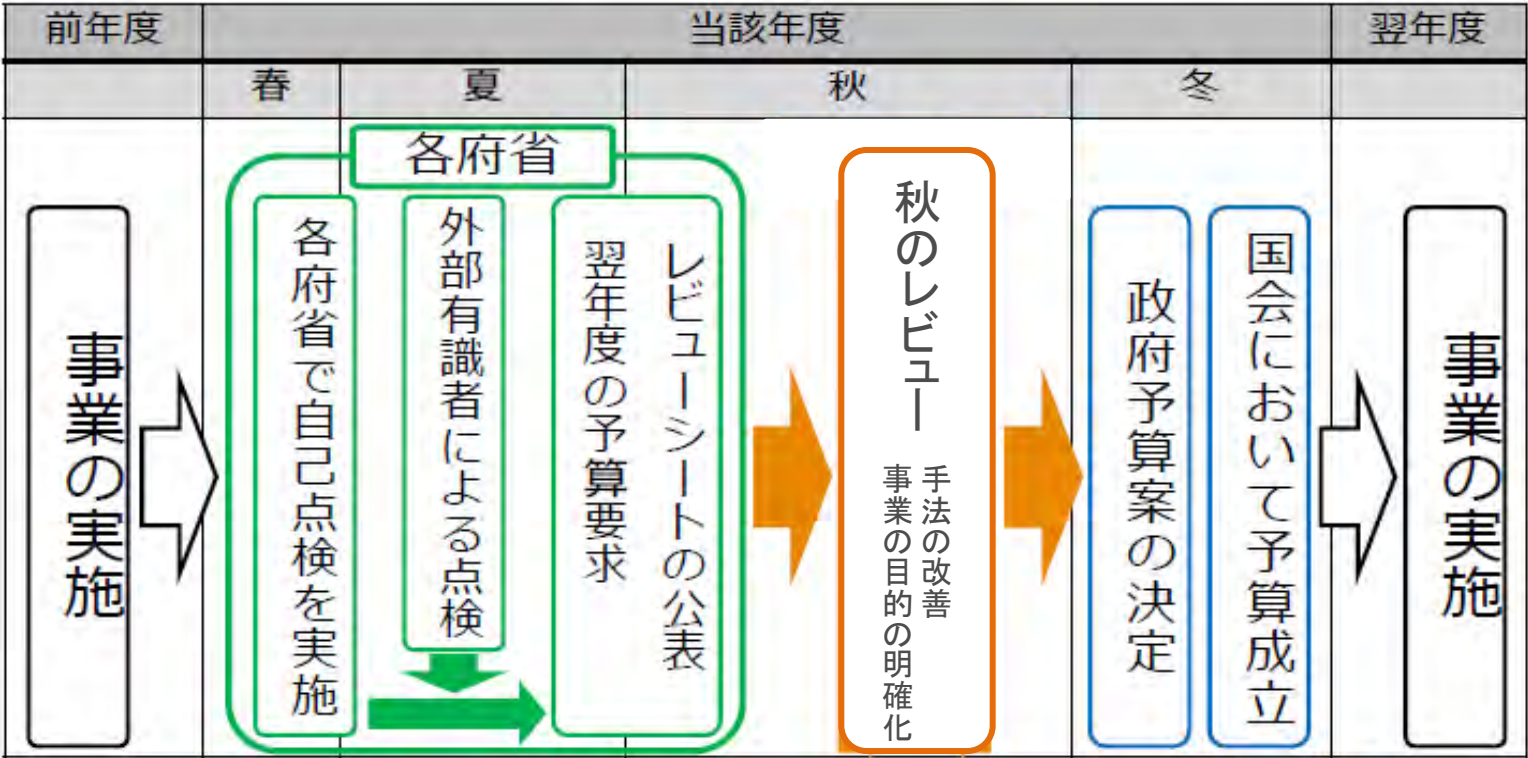 前年度
当該年度
翌年度
春
夏
秋
冬
各府省
事業の実施
各府省で自己点検を実施
外部有識者による点検
レビューシートの公表
翌年度の予算要求
秋のレビュー
手法の改善
事業の目的の明確化
政府予算案の決定
国会において予算成立
事業の実施